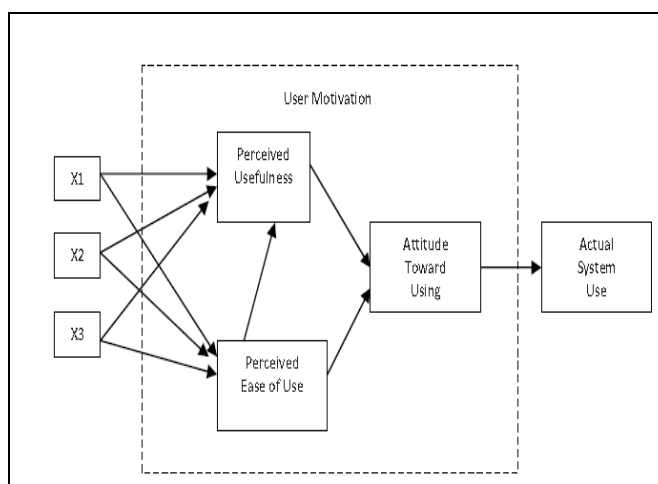 User Motivation
Perceived
Usefulness
X1
X2
X3
Attitude
Toward
Using
Actual
System
Use
Perceived
Ease of Use